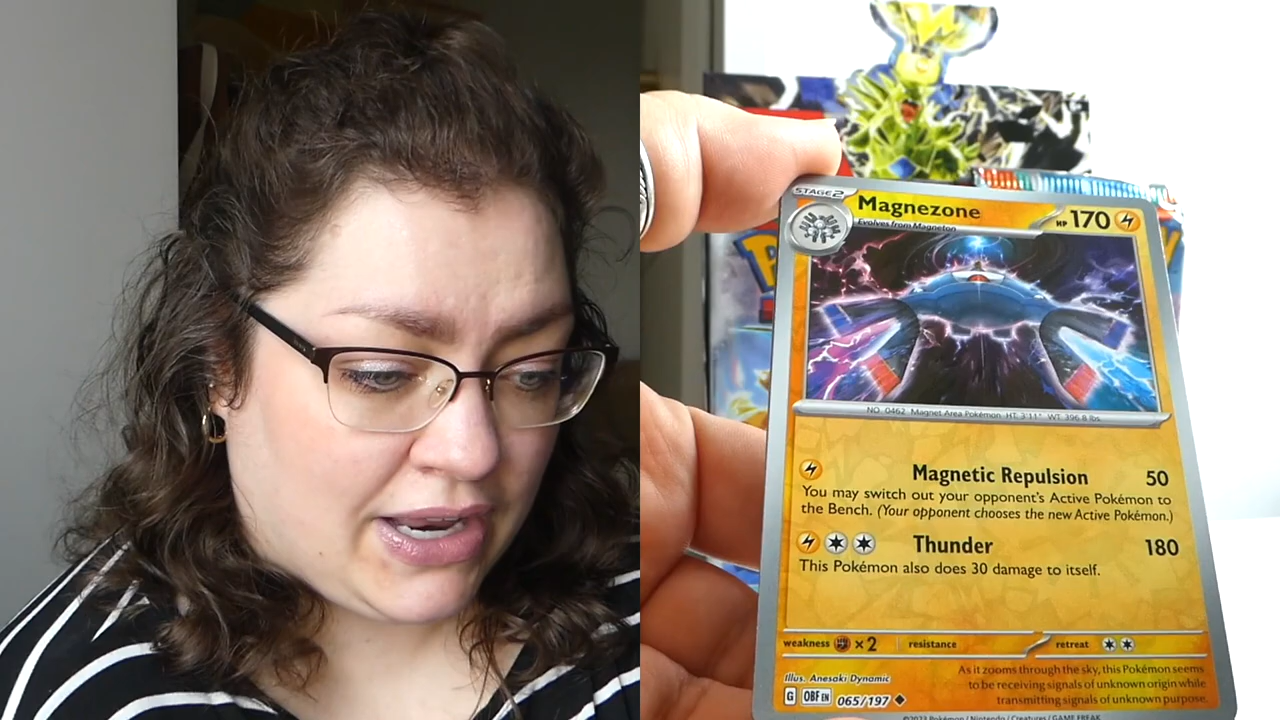 STAGE2
Magnezone
HP 170
Evolves from Magneton
NO. 0462 Magnet Area Pokémon HT: 3'11" WT: 396.8 lbs.
Magnetic Repulsion 50
You may switch out your opponent's Active Pokémon to
the Bench. (Your opponent chooses the new Active Pokémon.)
Thunder 180
This Pokémon also does 30 damage to itself.
weakness ×2 resistance retreat
Illus. Anesaki Dynamic
G OBF EN 065/197
As it zooms through the sky, this Pokémon seems
to be receiving signals of unknown origin while
transmitting signals of unknown purpose.
©2023 Pokémon / Nintendo / Creatures / GAME FREAK